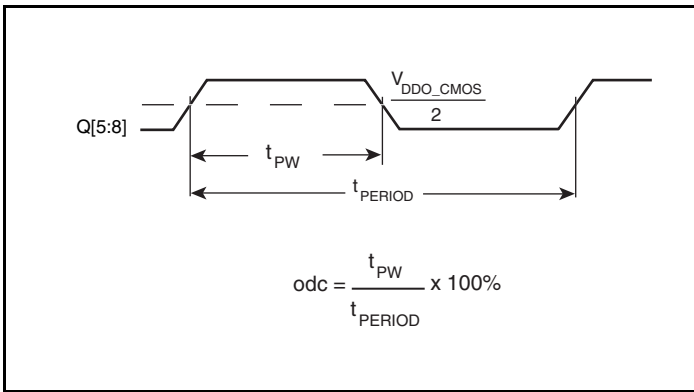 V_DDO_CMOS
2
Q[5:8]
t_PW
t_PERIOD
odc = t_PW / t_PERIOD x 100%